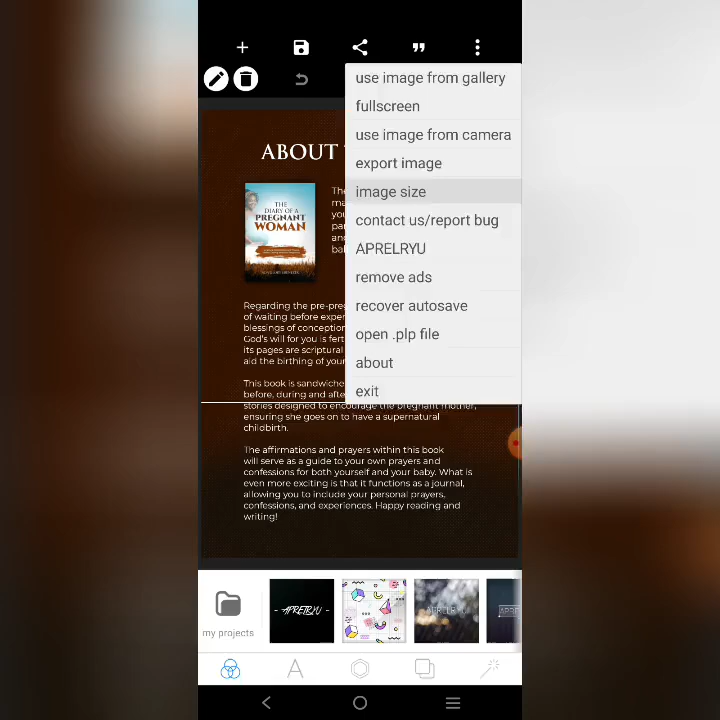 use image from gallery
fullscreen
use image from camera
export image
image size
contact us/report bug
APRELRYU
remove ads
recover autosave
open .plp file
about
exit
ABOUT
THE
DIARY OF A
PREGNANT
WOMAN
The
Regarding the
of waiting before
blessings of conception
God's will for you is
its pages are scriptural
aid the birthing of your
This book is sandwiche
before, during and afte
stories designed to encourage the pregnant mother,
ensuring she goes on to have a supernatural
childbirth.
The affirmations and prayers within this book
will serve as a guide to your own prayers and
confessions for both yourself and your baby. What is
even more exciting is that it functions as a journal,
allowing you to include your personal prayers,
confessions, and experiences. Happy reading and
writing!
my projects
APRELRYU